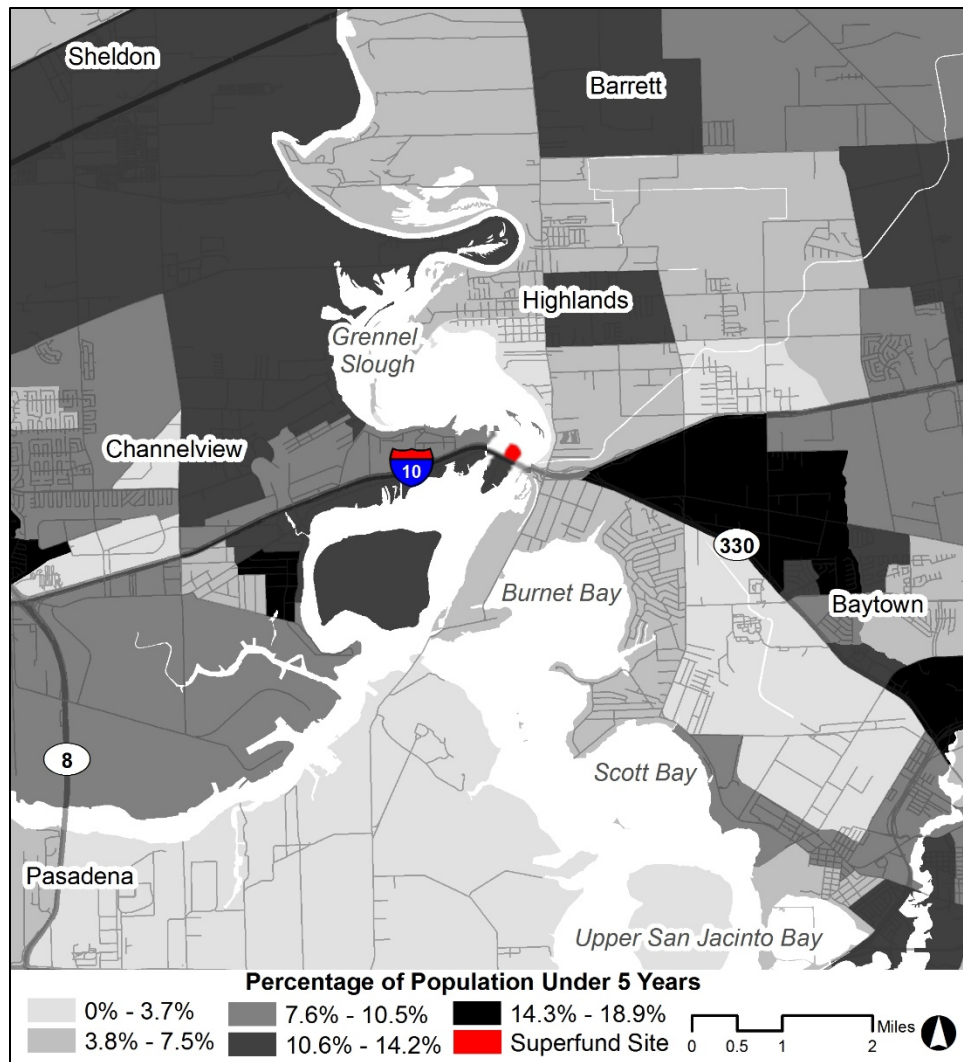 Sheldon
Barrett
Highlands
Grennel
Slough
Channelview
10
330
Burnet Bay
Baytown
8
Scott Bay
Pasadena
Upper San Jacinto Bay
Percentage of Population Under 5 Years
0% - 3.7%
7.6% - 10.5%
14.3% - 18.9%
3.8% - 7.5%
10.6% - 14.2%
Superfund Site
Miles
0 0.5 1 2